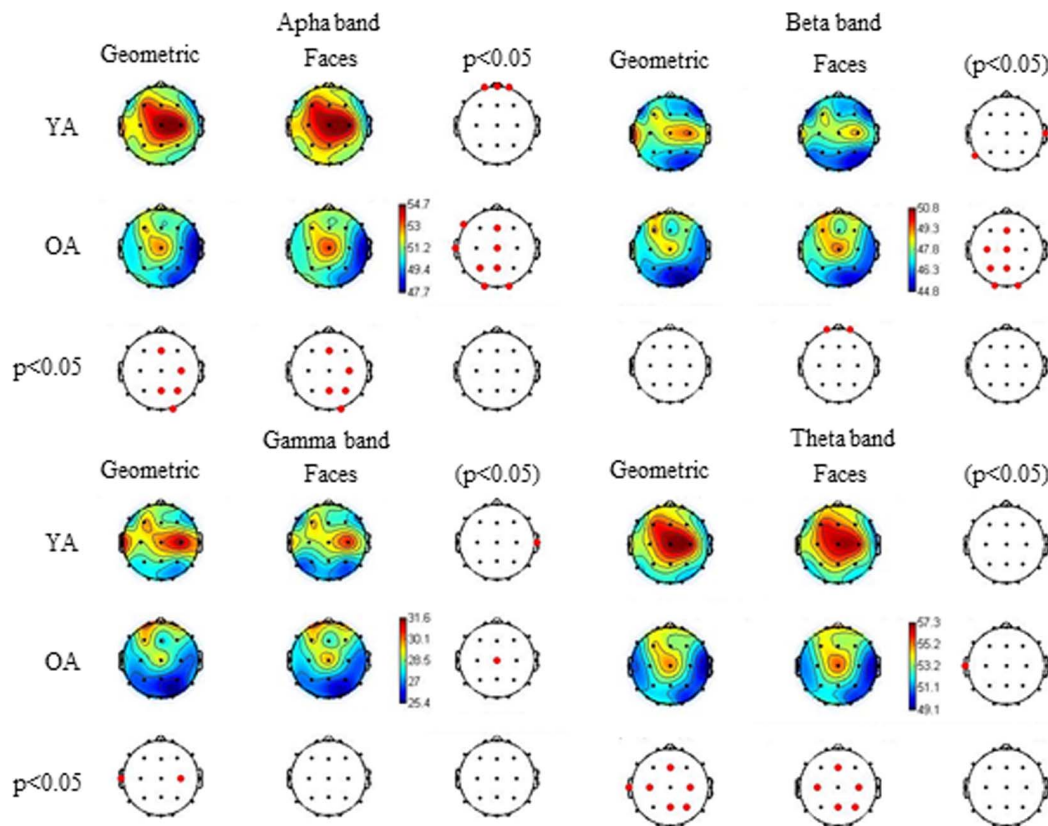 Apha band
Beta band
Geometric Faces p<0.05
Geometric Faces (p<0.05)
YA
OA
54.7
53
51.2
49.4
47.7
50.8
49.3
47.8
46.3
44.8
p<0.05
Gamma band
Theta band
Geometric Faces (p<0.05)
Geometric Faces (p<0.05)
YA
OA
31.6
30.1
28.5
27
25.4
57.3
55.2
53.2
51.1
49.1
p<0.05